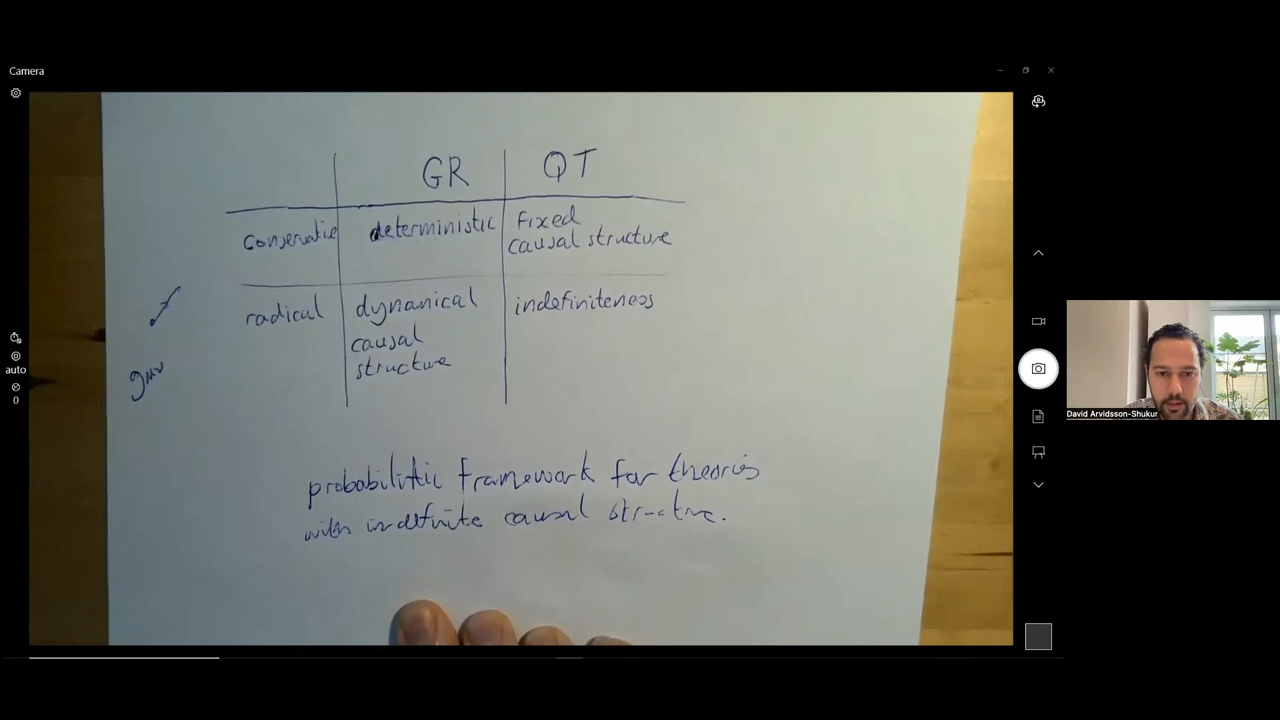 Camera
GR QT
conservative deterministic fixed
causal structure
radical dynamical indefiniteness
causal
structure
gμν
auto
0
David Arvidsson-Shukur
probabilistic framework for theories
with indefinite causal structure.